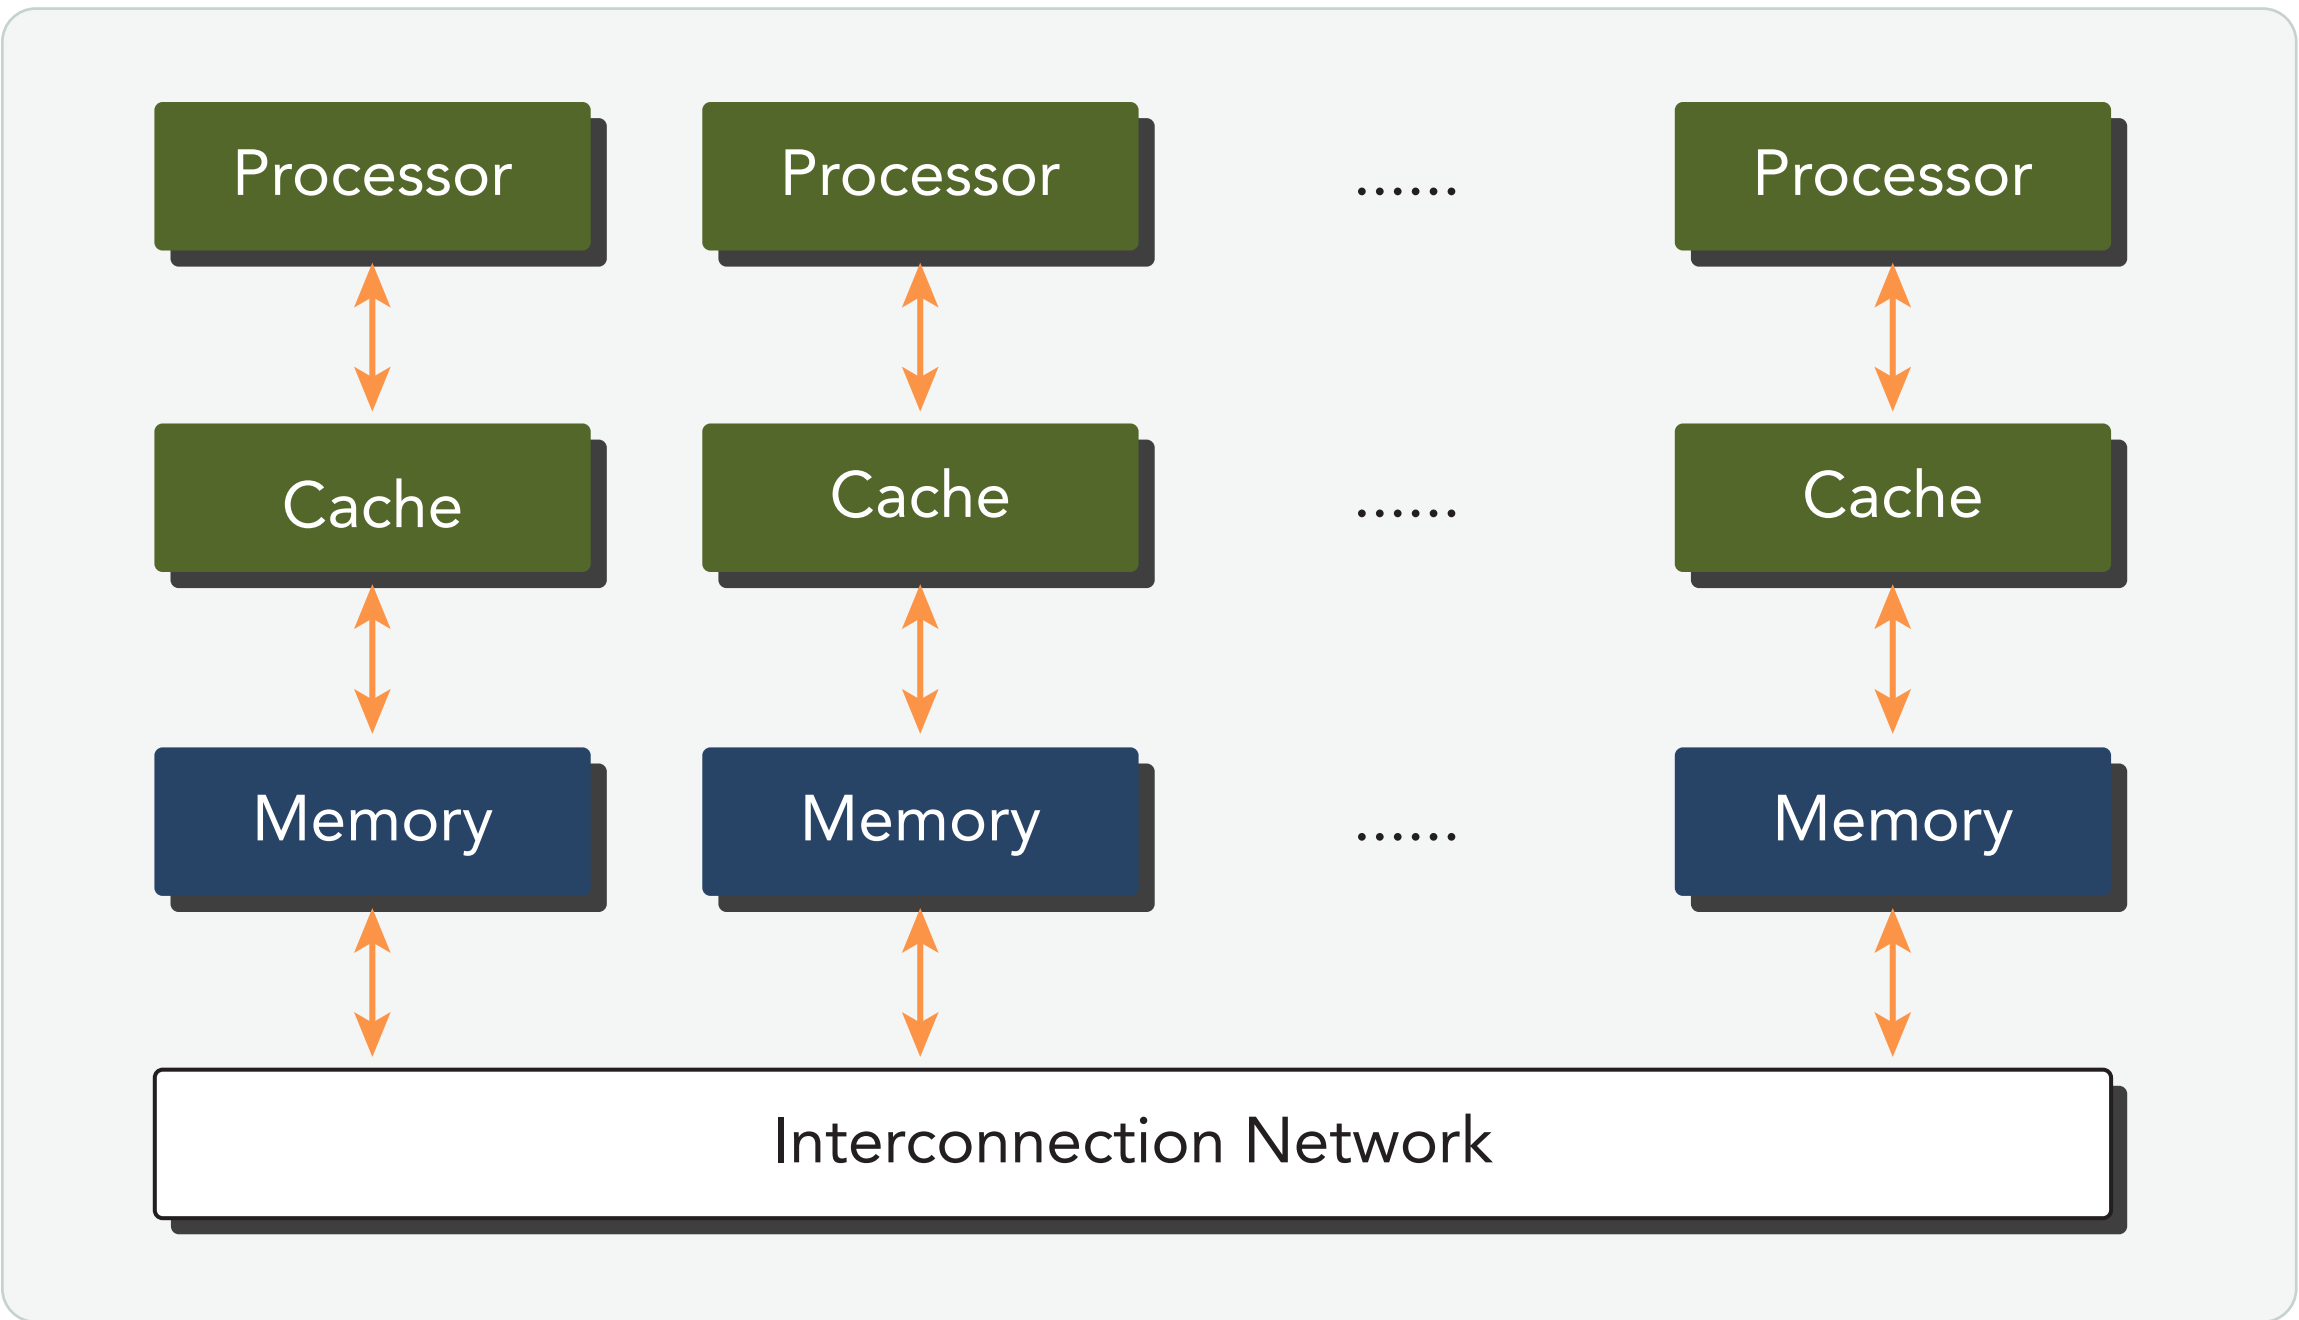 Processor Processor ...... Processor
Cache Cache ...... Cache
Memory Memory ...... Memory
Interconnection Network